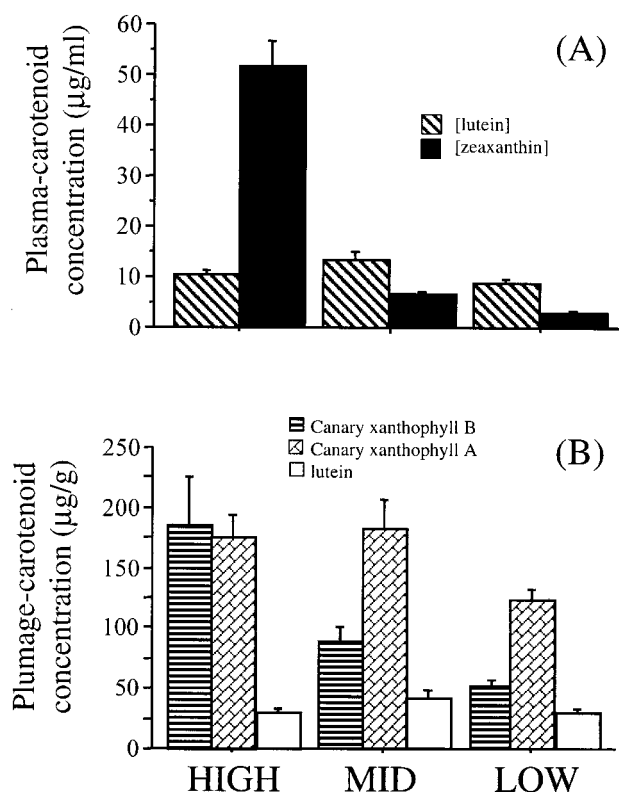 (A)
Plasma-carotenoid
concentration (µg/ml)
60
50
40
30
20
10
0
[lutein]
[zeaxanthin]
(B)
Plumage-carotenoid
concentration (µg/g)
Canary xanthophyll B
Canary xanthophyll A
lutein
250
200
150
100
50
0
HIGH MID LOW